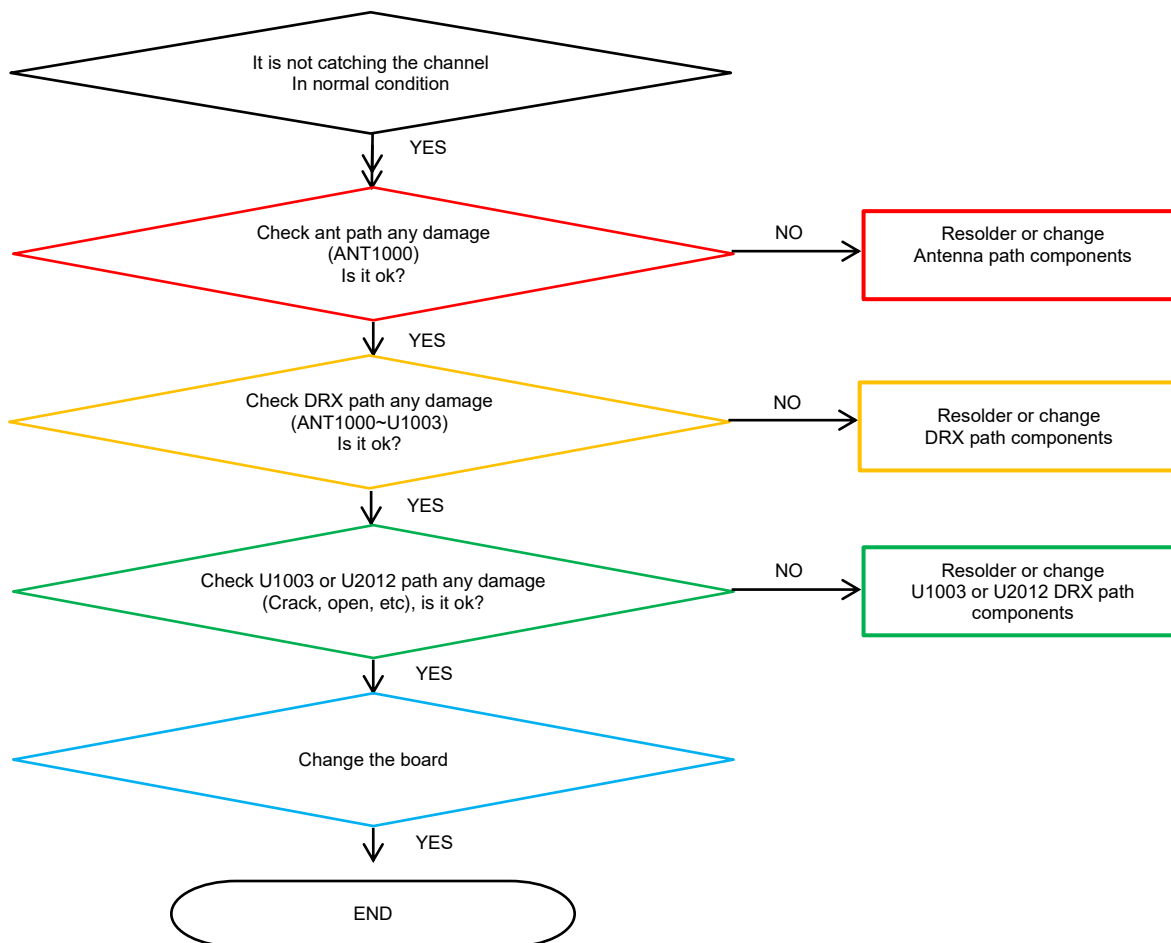 It is not catching the channel
In normal condition
YES
Check ant path any damage
(ANT1000)
Is it ok?
NO
Resolder or change
Antenna path components
YES
Check DRX path any damage
(ANT1000~U1003)
Is it ok?
NO
Resolder or change
DRX path components
YES
Check U1003 or U2012 path any damage
(Crack, open, etc), is it ok?
NO
Resolder or change
U1003 or U2012 DRX path
components
YES
Change the board
YES
END